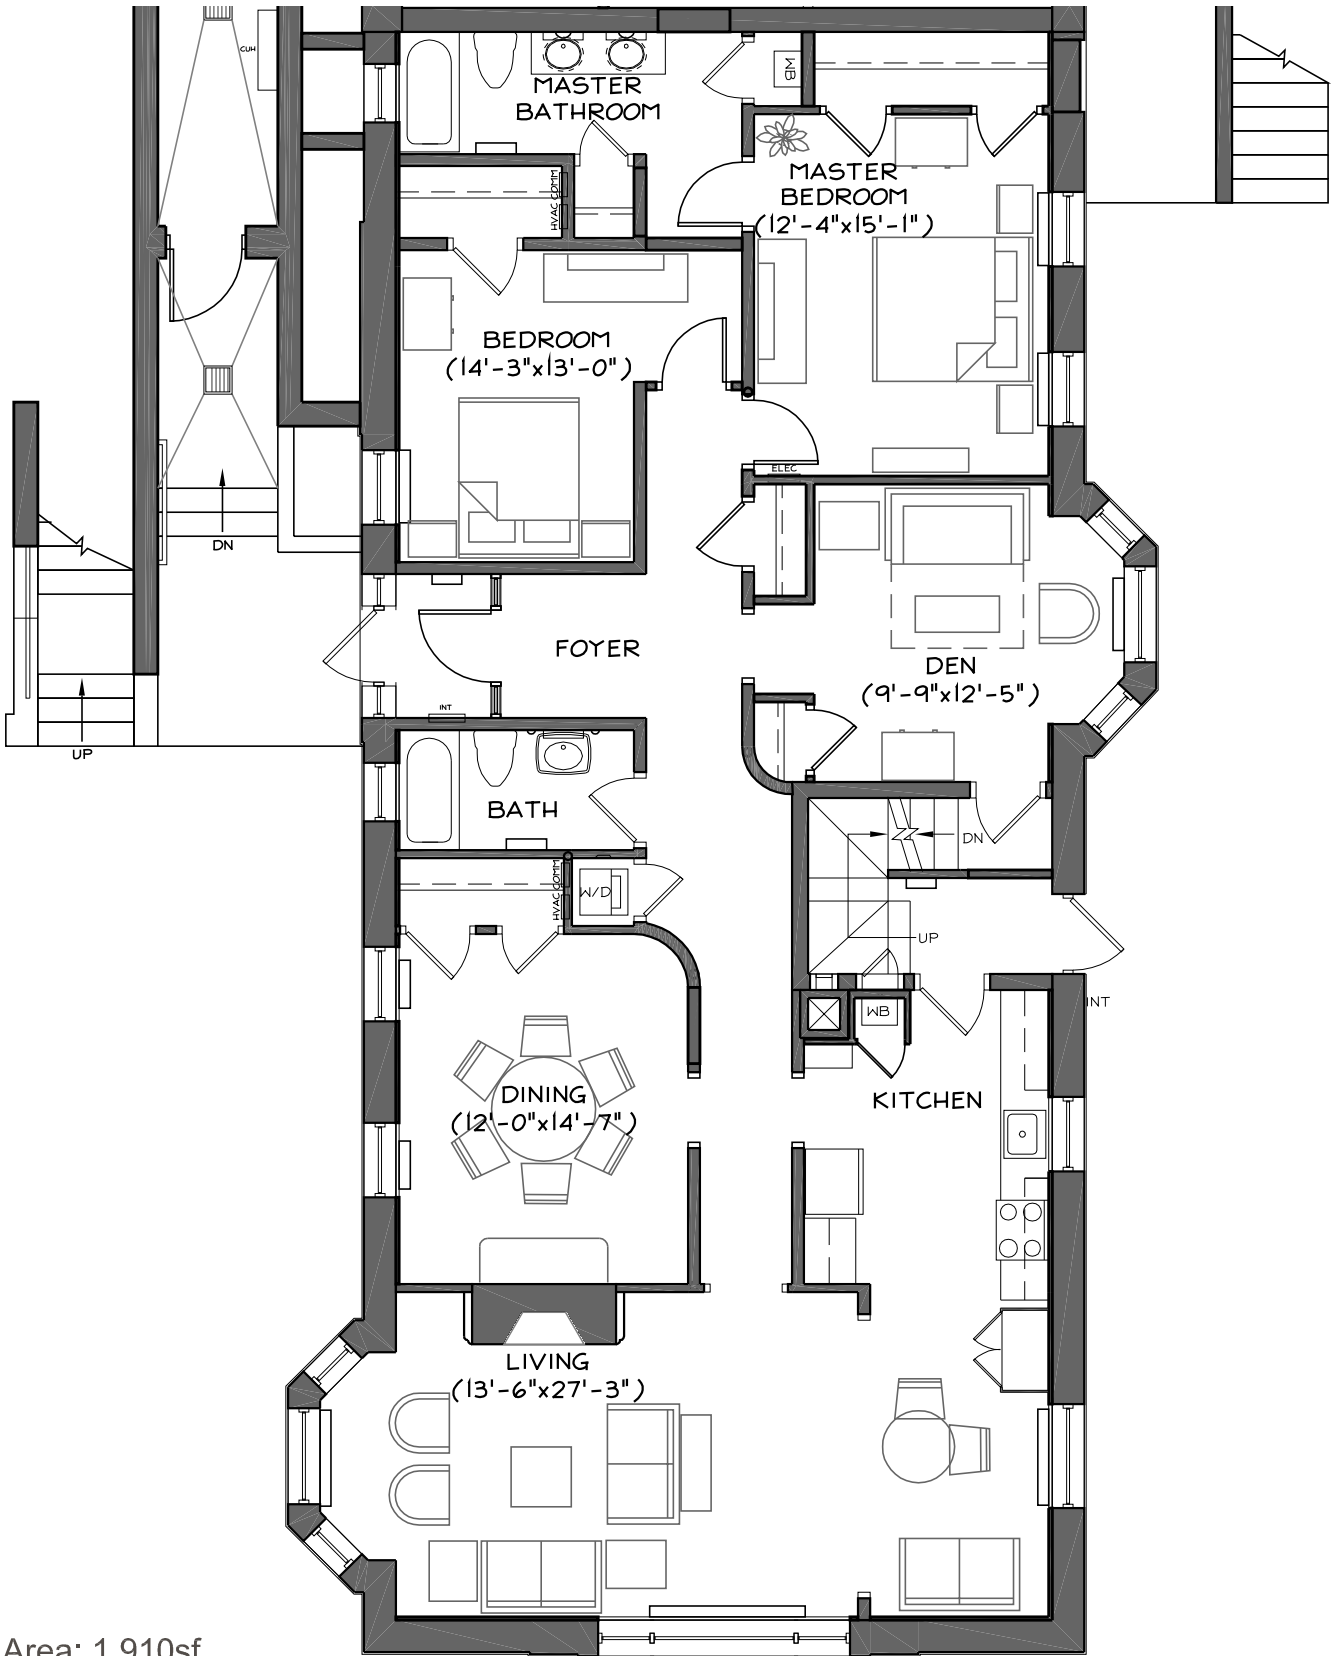 CUH
MASTER
BATHROOM
WB
HVAC COMM
MASTER
BEDROOM
(12'-4"x15'-1")
BEDROOM
(14'-3"x13'-0")
ELEC
DN
FOYER
DEN
(9'-9"x12'-5")
INT
UP
BATH
DN
HVAC COMM
W/D
UP
INT
WB
KITCHEN
DINING
(12'-0"x14'-7")
LIVING
(13'-6"x27'-3")
Area: 1,910sf